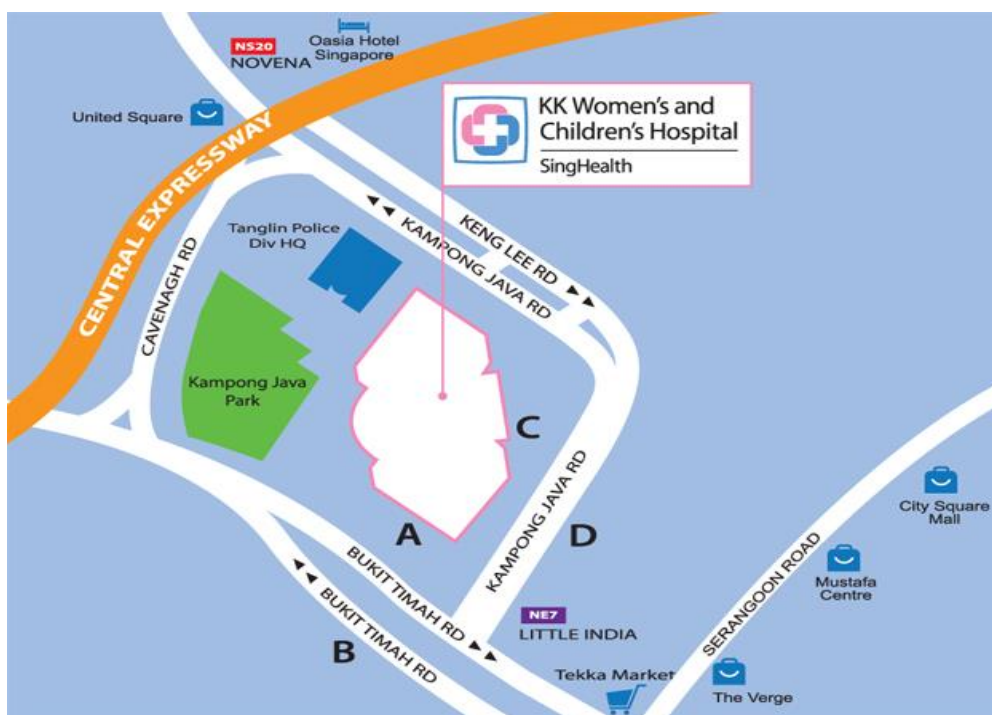 NS20
NOVENA
Oasia Hotel
Singapore
United Square
CENTRAL EXPRESSWAY
KK Women's and
Children's Hospital
SingHealth
Tanglin Police
Div HQ
KENG LEE RD
KAMPONG JAVA RD
CAVENAGH RD
Kampong Java
Park
C
A
D
B
KAMPONG JAVA RD
BUKIT TIMAH RD
BUKIT TIMAH RD
NE7
LITTLE INDIA
SERANGOON ROAD
City Square
Mall
Mustafa
Centre
Tekka Market
The Verge